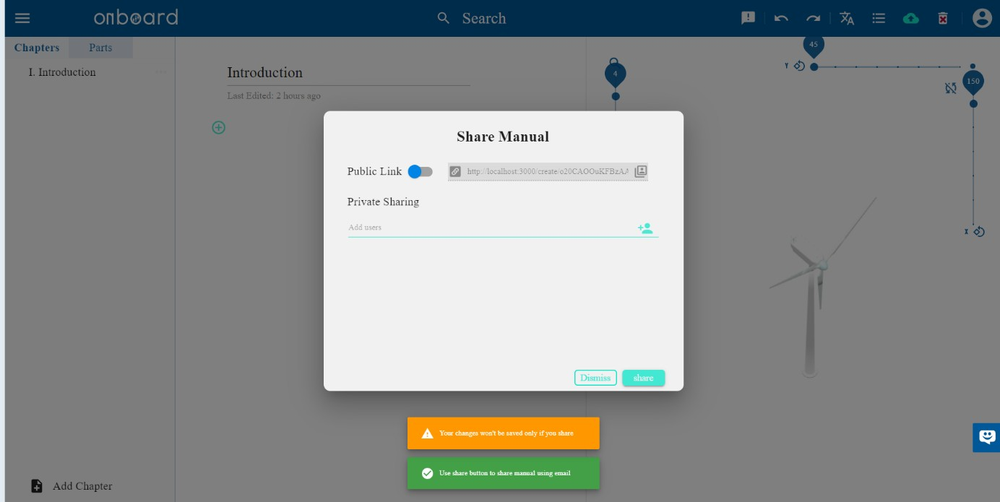 onboard
Search
Chapters
Parts
I. Introduction
Introduction
Last Edited: 2 hours ago
4
45
Y
150
X
Share Manual
Public Link
http://localhost:3000/create/o20CAOOuKFBzAA
Private Sharing
Add users
Dismiss
share
Your changes won't be saved only if you share
Use share button to share manual using email
Add Chapter